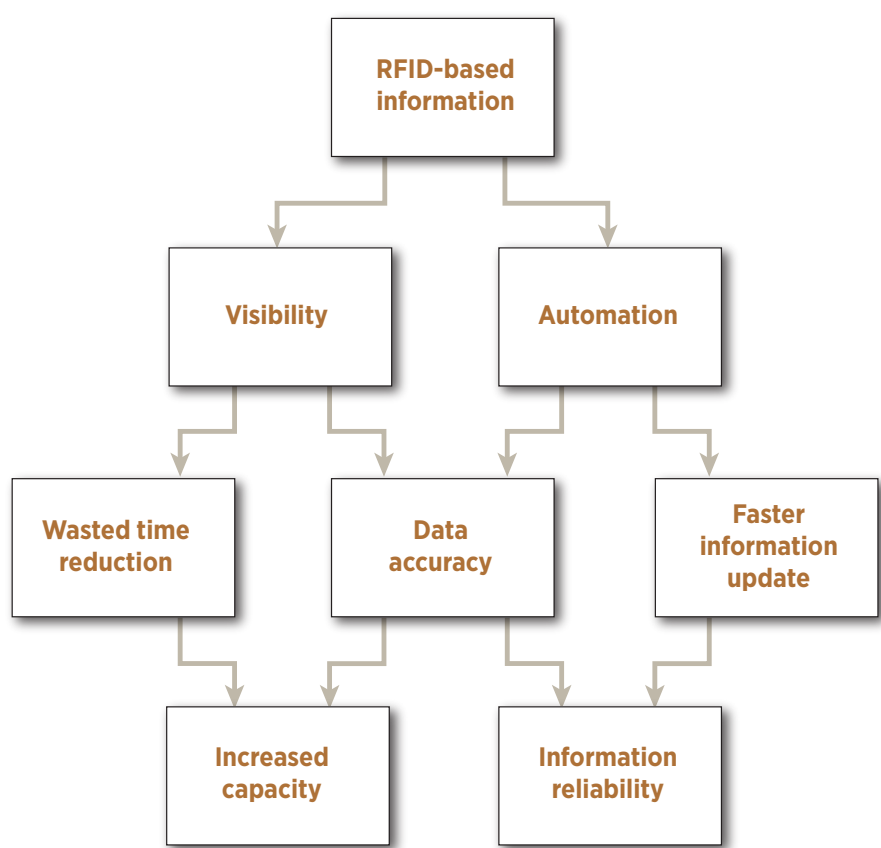 RFID-based
information
Visibility
Automation
Wasted time
reduction
Data
accuracy
Faster
information
update
Increased
capacity
Information
reliability